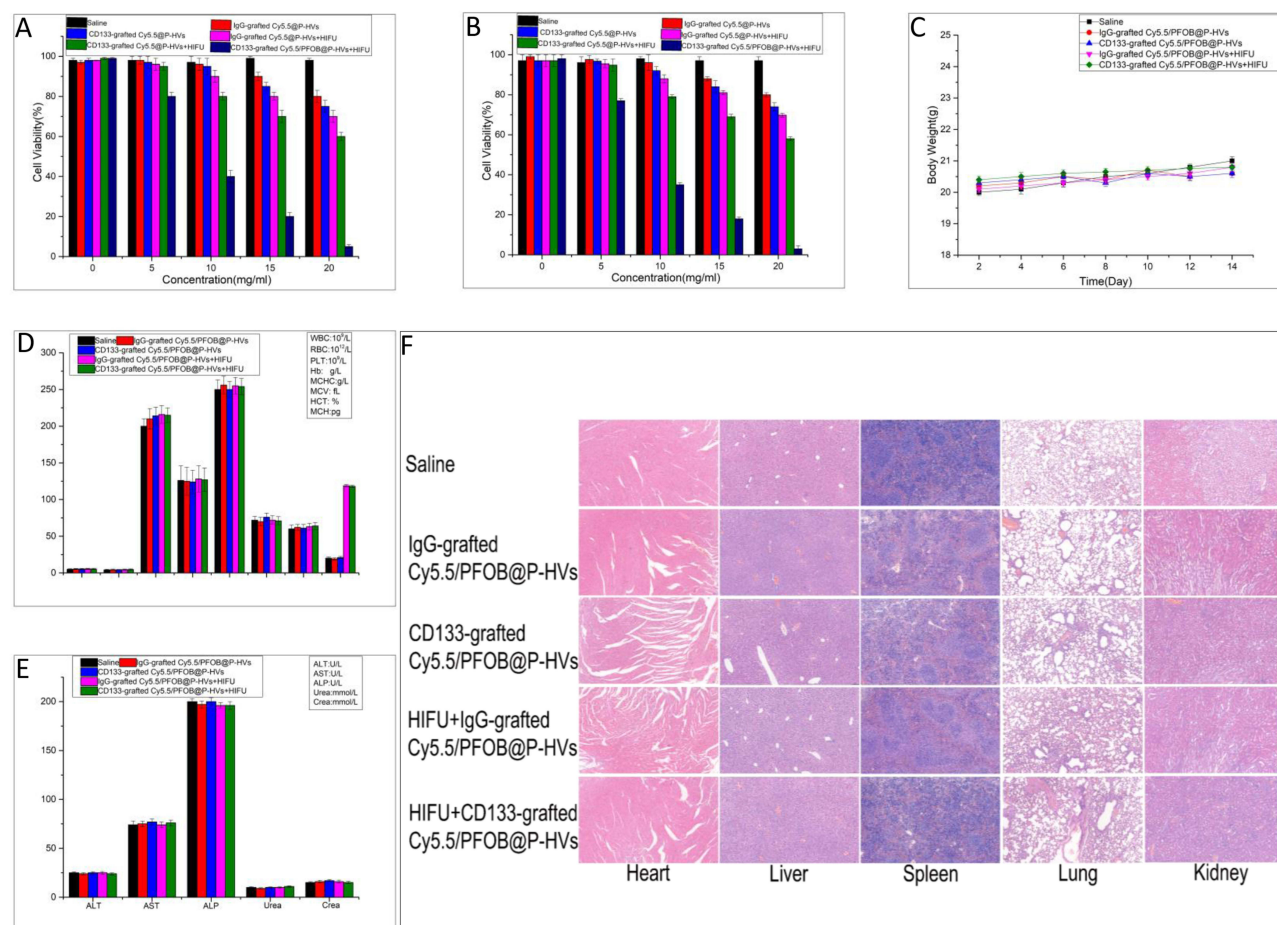 A
Saline
IgG-grafted Cy5.5@P-HVs
CD133-grafted Cy5.5@P-HVs
IgG-grafted Cy5.5@P-HVs+HIFU
CD133-grafted Cy5.5@P-HVs+HIFU
CD133-grafted Cy5.5/PFOB@P-HVs+HIFU
Cell Viability(%)
100
80
60
40
20
0
0 5 10 15 20
Concentration(mg/ml)
B
Saline
IgG-grafted Cy5.5@P-HVs
CD133-grafted Cy5.5@P-HVs
IgG-grafted Cy5.5@P-HVs+HIFU
CD133-grafted Cy5.5@P-HVs+HIFU
CD133-grafted Cy5.5/PFOB@P-HVs+HIFU
Cell Viability(%)
100
80
60
40
20
0
0 5 10 15 20
Concentration(mg/ml)
C
Saline
IgG-grafted Cy5.5/PFOB@P-HVs
CD133-grafted Cy5.5/PFOB@P-HVs
IgG-grafted Cy5.5/PFOB@P-HVs+HIFU
CD133-grafted Cy5.5/PFOB@P-HVs+HIFU
Body Weight(g)
25
24
23
22
21
20
19
18
2 4 6 8 10 12 14
Time(Day)
D
Saline IgG-grafted Cy5.5/PFOB@P-HVs
CD133-grafted Cy5.5/PFOB@P-HVs
IgG-grafted Cy5.5/PFOB@P-HVs+HIFU
CD133-grafted Cy5.5/PFOB@P-HVs+HIFU
WBC:10⁹/L
RBC:10¹²/L
PLT:10⁹/L
Hb: g/L
MCHC:g/L
MCV: fL
HCT: %
MCH:pg
300
250
200
150
100
50
0
E
Saline IgG-grafted Cy5.5/PFOB@P-HVs
CD133-grafted Cy5.5/PFOB@P-HVs
IgG-grafted Cy5.5/PFOB@P-HVs+HIFU
CD133-grafted Cy5.5/PFOB@P-HVs+HIFU
ALT:U/L
AST:U/L
ALP:U/L
Urea:mmol/L
Crea:mmol/L
200
150
100
50
0
ALT AST ALP Urea Crea
F
Saline
IgG-grafted
Cy5.5/PFOB@P-HVs
CD133-grafted
Cy5.5/PFOB@P-HVs
HIFU+IgG-grafted
Cy5.5/PFOB@P-HVs
HIFU+CD133-grafted
Cy5.5/PFOB@P-HVs
Heart Liver Spleen Lung Kidney